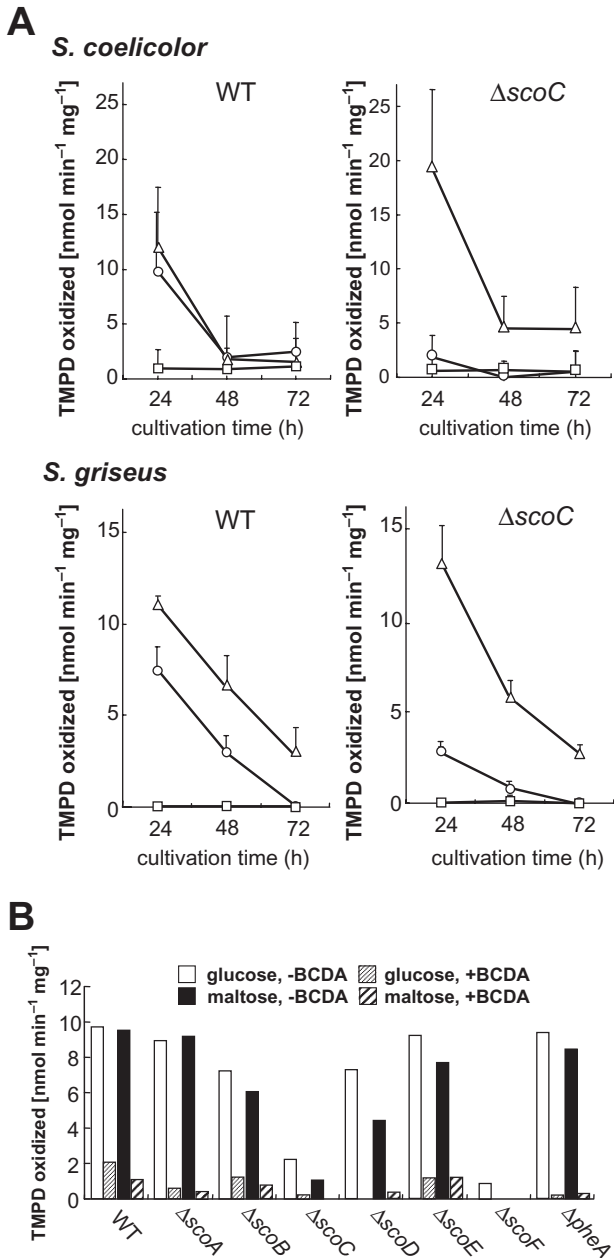 A
S. coelicolor
WT
ΔscoC
TMPD oxidized [nmol min⁻¹ mg⁻¹]
25
20
15
10
5
0
24 48 72
cultivation time (h)
TMPD oxidized [nmol min⁻¹ mg⁻¹]
25
20
15
10
5
0
24 48 72
cultivation time (h)
S. griseus
WT
ΔscoC
TMPD oxidized [nmol min⁻¹ mg⁻¹]
15
10
5
0
24 48 72
cultivation time (h)
TMPD oxidized [nmol min⁻¹ mg⁻¹]
15
10
5
0
24 48 72
cultivation time (h)
B
glucose, -BCDA glucose, +BCDA
maltose, -BCDA maltose, +BCDA
TMPD oxidized [nmol min⁻¹ mg⁻¹]
12
10
8
6
4
2
0
WT ΔscoA ΔscoB ΔscoC ΔscoD ΔscoE ΔscoF ΔpheA